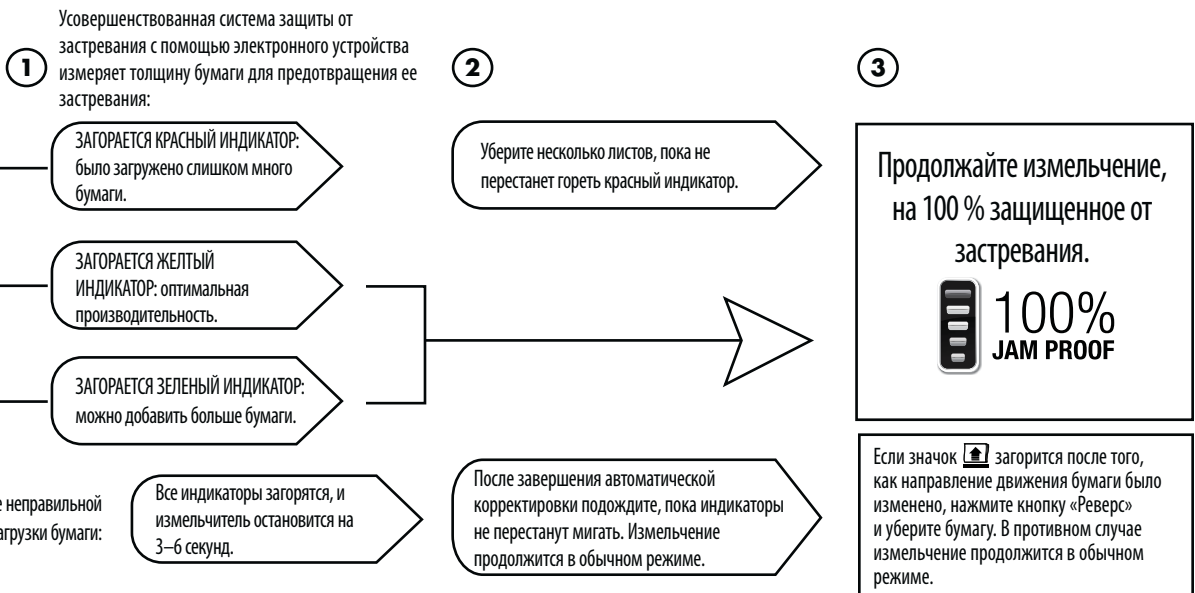 1
Усовершенствованная система защиты от
застревания с помощью электронного устройства
измеряет толщину бумаги для предотвращения ее
застревания:
ЗАГОРАЕТСЯ КРАСНЫЙ ИНДИКАТОР:
было загружено слишком много
бумаги.
ЗАГОРАЕТСЯ ЖЕЛТЫЙ
ИНДИКАТОР: оптимальная
производительность.
ЗАГОРАЕТСЯ ЗЕЛЕНЫЙ ИНДИКАТОР:
можно добавить больше бумаги.
2
Уберите несколько листов, пока не
перестанет гореть красный индикатор.
3
Продолжайте измельчение,
на 100 % защищенное от
застревания.
100%
JAM PROOF
неправильной
бумаги:
Все индикаторы загорятся, и
измельчитель остановится на
3–6 секунд.
После завершения автоматической
корректировки подождите, пока индикаторы
не перестанут мигать. Измельчение
продолжится в обычном режиме.
Если значок загорится после того,
как направление движения бумаги было
изменено, нажмите кнопку «Реверс»
и уберите бумагу. В противном случае
измельчение продолжится в обычном
режиме.